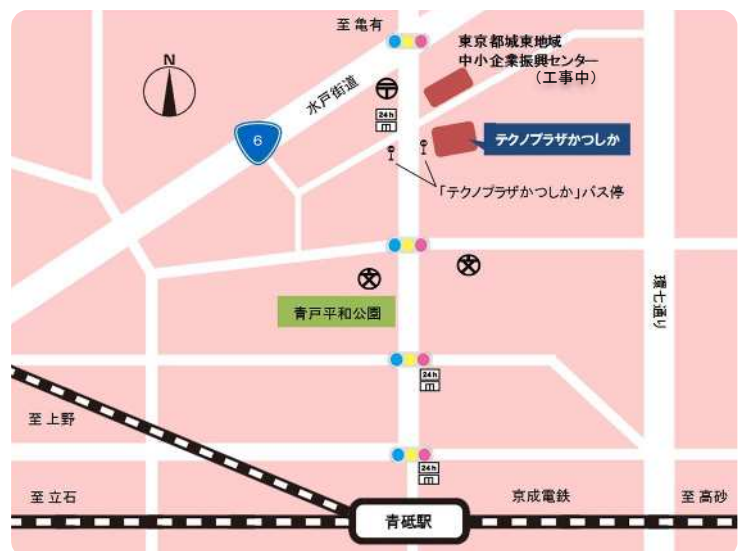 至 亀有
東京都城東地域
中小企業振興センター
（工事中）
N
水戸街道
24h
6
テクノプラザかつしか
「テクノプラザかつしか」バス停
環七通り
青戸平和公園
24h
至 上野
24h
至 立石
京成電鉄
至 高砂
青砥駅